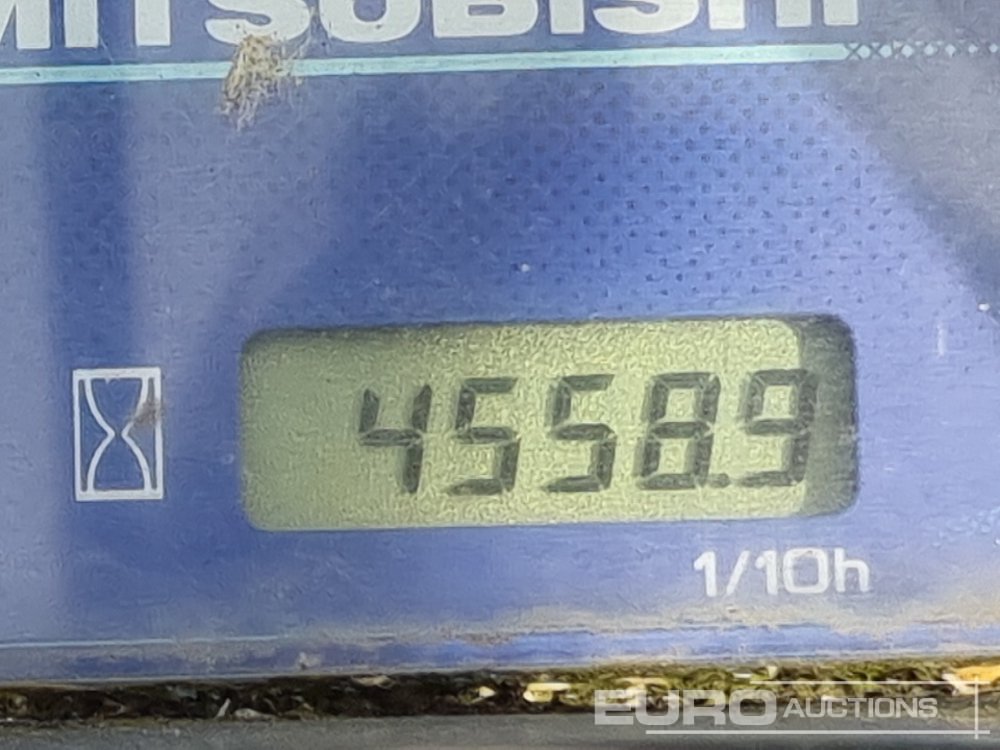 MITSUBISHI
4558.9
1/10h
EURO AUCTIONS